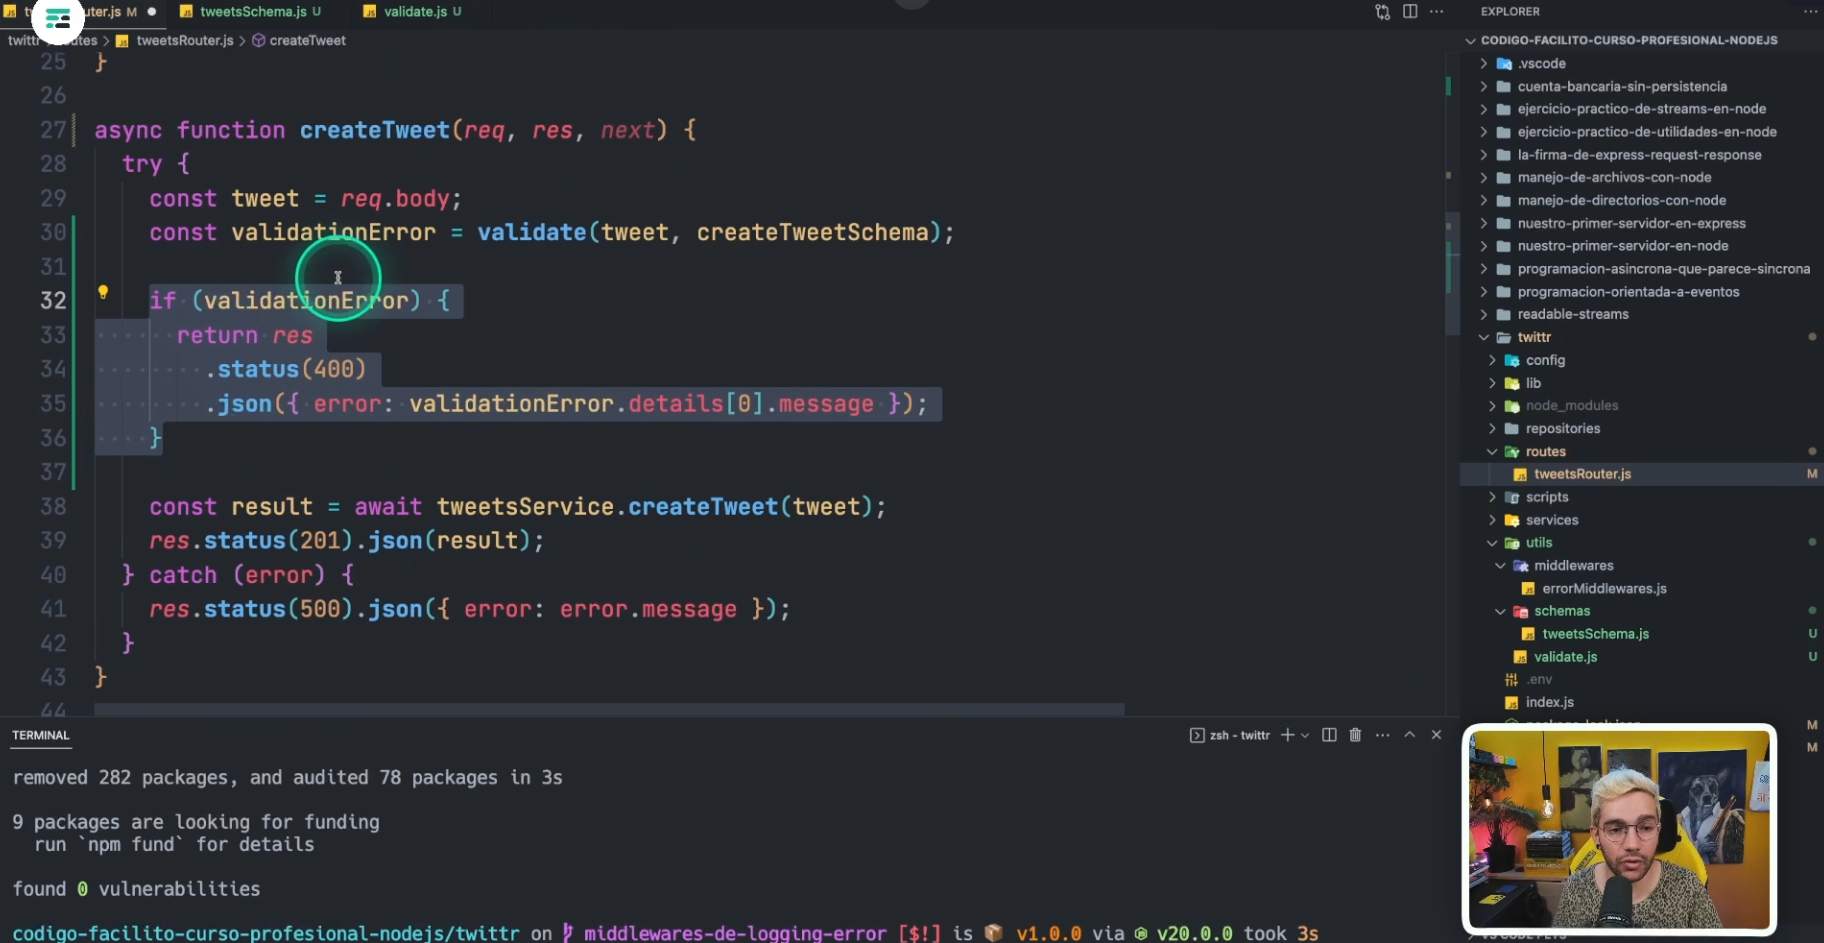 uter.js M
tweetsSchema.js U
validate.js U
twittr > routes > tweetsRouter.js > createTweet
25 }
26
27 async function createTweet(req, res, next) {
28 try {
29 const tweet = req.body;
30 const validationError = validate(tweet, createTweetSchema);
31
32 if (validationError) {
33 return res
34 .status(400)
35 .json({ error: validationError.details[0].message });
36 }
37
38 const result = await tweetsService.createTweet(tweet);
39 res.status(201).json(result);
40 } catch (error) {
41 res.status(500).json({ error: error.message });
42 }
43 }
44
TERMINAL
zsh - twittr
removed 282 packages, and audited 78 packages in 3s
9 packages are looking for funding
run `npm fund` for details
found 0 vulnerabilities
codigo-facilito-curso-profesional-nodejs/twittr on middlewares-de-logging-error [$!] is v1.0.0 via v20.0.0 took 3s
EXPLORER
CODIGO-FACILITO-CURSO-PROFESIONAL-NODEJS
.vscode
cuenta-bancaria-sin-persistencia
ejercicio-practico-de-streams-en-node
ejercicio-practico-de-utilidades-en-node
la-firma-de-express-request-response
manejo-de-archivos-con-node
manejo-de-directorios-con-node
nuestro-primer-servidor-en-express
nuestro-primer-servidor-en-node
programacion-asincrona-que-parece-sincrona
programacion-orientada-a-eventos
readable-streams
twittr
config
lib
node_modules
repositories
routes
tweetsRouter.js M
scripts
services
utils
middlewares
errorMiddlewares.js
schemas
tweetsSchema.js U
validate.js U
.env
index.js
M
M